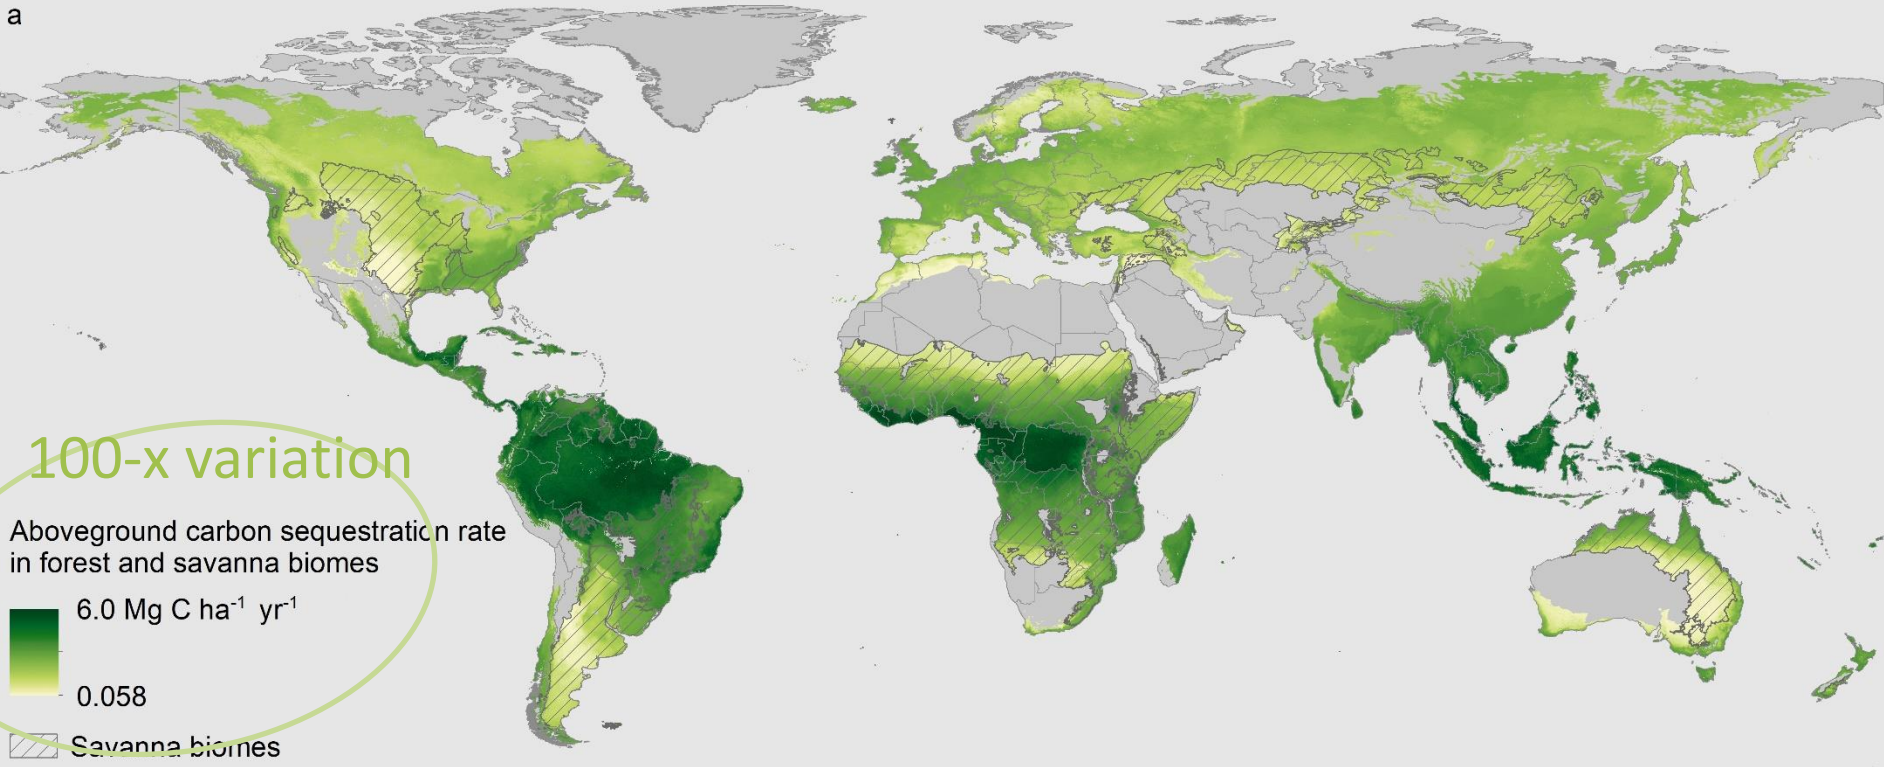 a
100-x variation
Aboveground carbon sequestration rate
in forest and savanna biomes
6.0 Mg C ha⁻¹ yr⁻¹
0.058
Savanna biomes